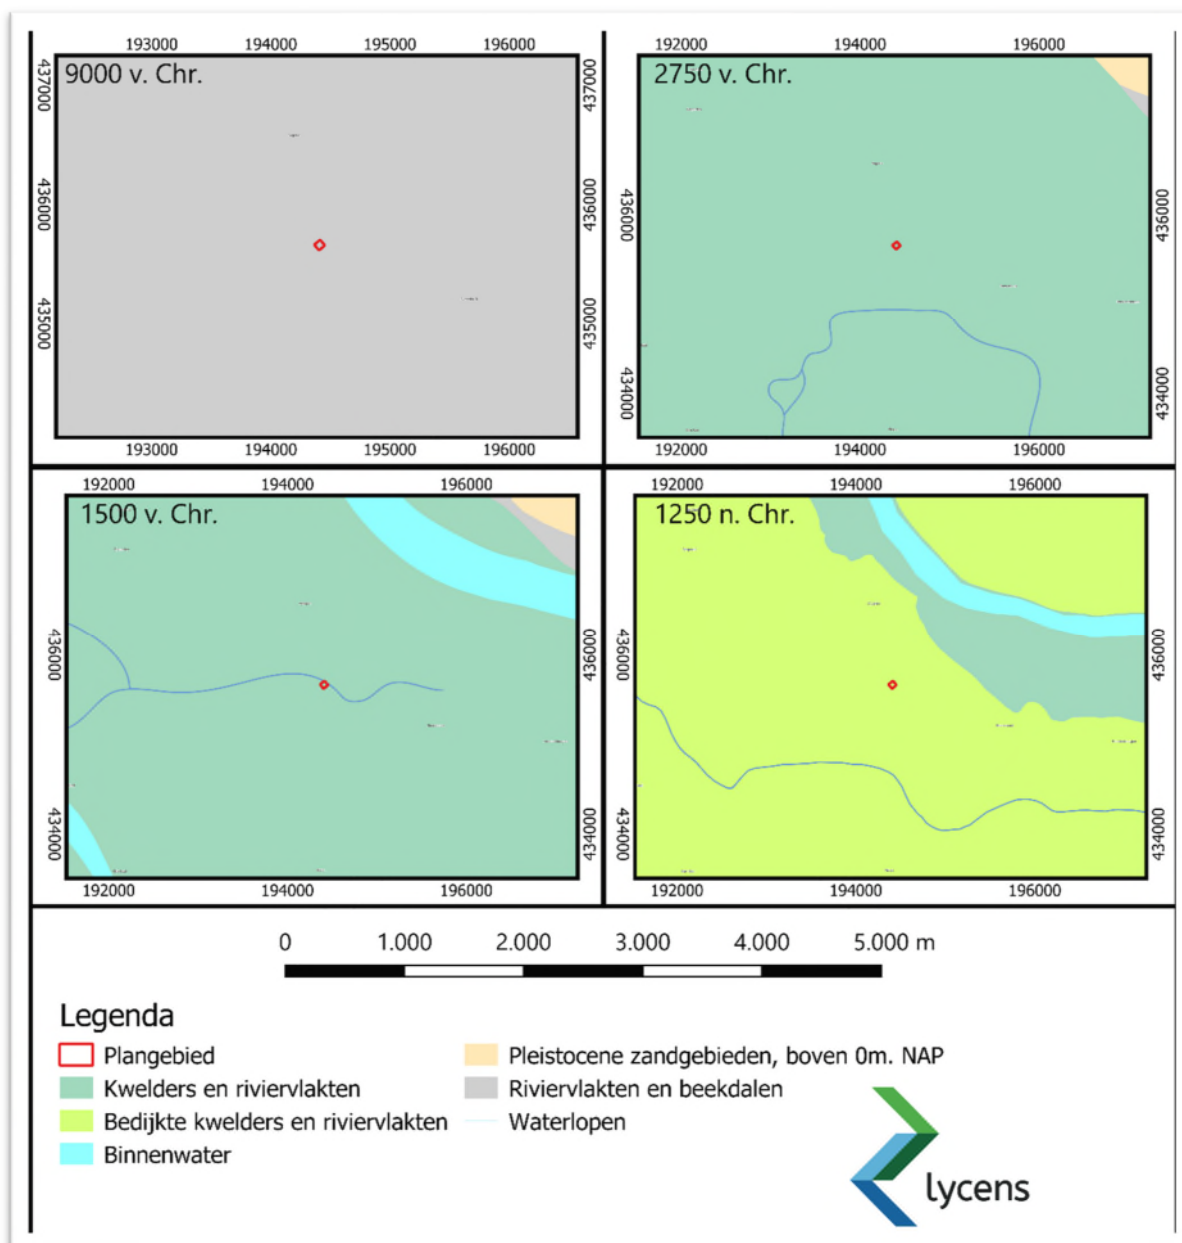 193000 194000 195000 196000
9000 v. Chr.
437000 436000 435000
437000 436000 435000
193000 194000 195000 196000
192000 194000 196000
2750 v. Chr.
436000 434000
436000 434000
192000 194000 196000
192000 194000 196000
1500 v. Chr.
436000 434000
436000 434000
192000 194000 196000
192000 194000 196000
1250 n. Chr.
436000 434000
436000 434000
192000 194000 196000
0 1.000 2.000 3.000 4.000 5.000 m
Legenda
Plangebied
Kwelders en riviervlakten
Bedijkte kwelders en riviervlakten
Binnenwater
Pleistocene zandgebieden, boven 0m. NAP
Riviervlakten en beekdalen
Waterlopen
lycens